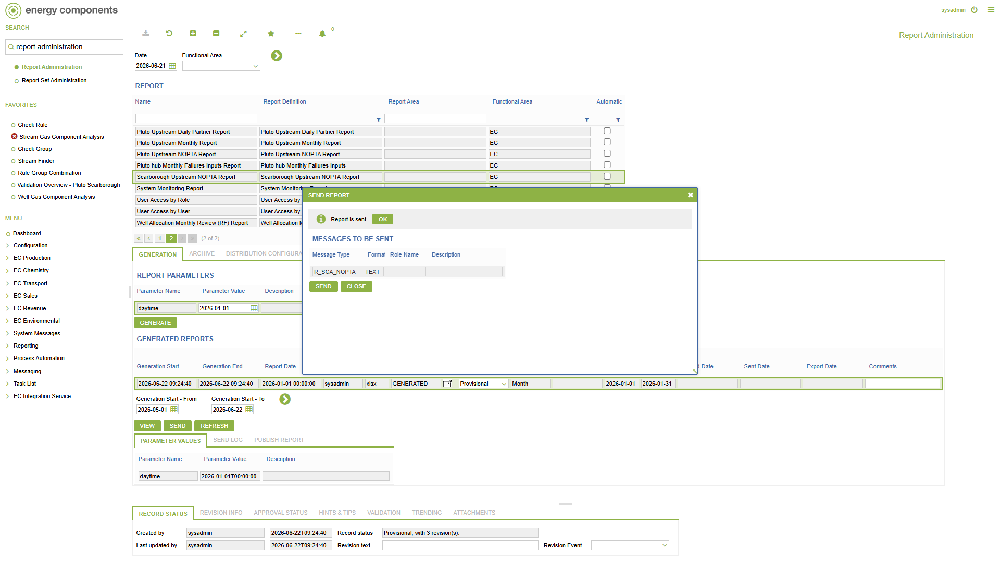 energy components
sysadmin
SEARCH
report administration
Report Administration
Report Set Administration
FAVORITES
Check Rule
Stream Gas Component Analysis
Check Group
Stream Finder
Rule Group Combination
Validation Overview - Pluto Scarborough
Well Gas Component Analysis
MENU
Dashboard
Configuration
EC Production
EC Chemistry
EC Transport
EC Sales
EC Revenue
EC Environmental
System Messages
Reporting
Process Automation
Messaging
Task List
EC Integration Service
0
Report Administration
Date Functional Area
2026-06-21
REPORT
Name Report Definition Report Area Functional Area Automatic
Pluto Upstream Daily Partner Report Pluto Upstream Daily Partner Report EC
Pluto Upstream Monthly Report Pluto Upstream Monthly Report EC
Pluto Upstream NOPTA Report Pluto Upstream NOPTA Report EC
Pluto hub Monthly Failures Inputs Report Pluto hub Monthly Failures Inputs EC
Scarborough Upstream NOPTA Report Scarborough Upstream NOPTA Report EC
System Monitoring Report
User Access by Role User Access by
User Access by User User Access by
Well Allocation Monthly Review (RF) Report Well Allocation
1 2 (2 of 2)
GENERATION ARCHIVE DISTRIBUTION CONFIGURA
REPORT PARAMETERS
Parameter Name Parameter Value Description
daytime 2026-01-01
GENERATE
GENERATED REPORTS
Generation Start Generation End Report Date d Date Sent Date Export Date Comments
2026-06-22 09:24:40 2026-06-22 09:24:40 2026-01-01 00:00:00 sysadmin xlsx GENERATED Provisional Month 2026-01-01 2026-01-31
Generation Start - From Generation Start - To
2026-05-01 2026-06-22
VIEW SEND REFRESH
PARAMETER VALUES SEND LOG PUBLISH REPORT
Parameter Name Parameter Value Description
daytime 2026-01-01T00:00:00
SEND REPORT
Report is sent. OK
MESSAGES TO BE SENT
Message Type Format Role Name Description
R_SCA_NOPTA TEXT
SEND CLOSE
RECORD STATUS REVISION INFO APPROVAL STATUS HINTS & TIPS VALIDATION TRENDING ATTACHMENTS
Created by sysadmin 2026-06-22T09:24:40 Record status Provisional, with 3 revision(s).
Last updated by sysadmin 2026-06-22T09:24:40 Revision text Revision Event